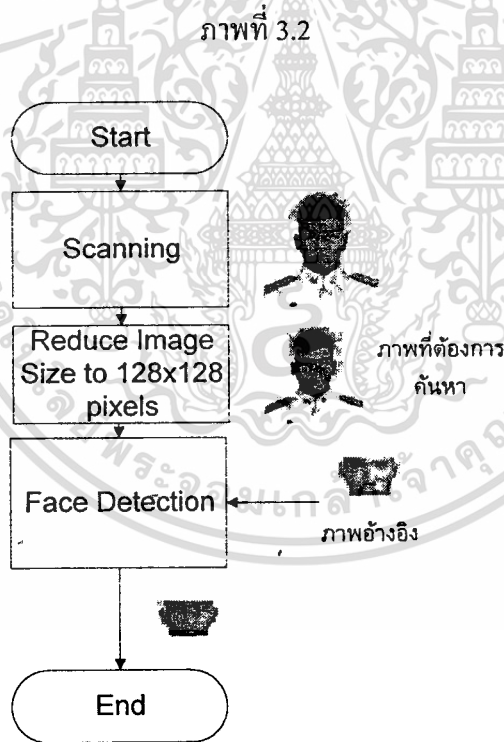 ภาพที่ 3.2
Start
Scanning
Reduce Image
Size to 128x128
pixels
ภาพที่ต้องการ
ค้นหา
Face Detection
ภาพอ้างอิง
End